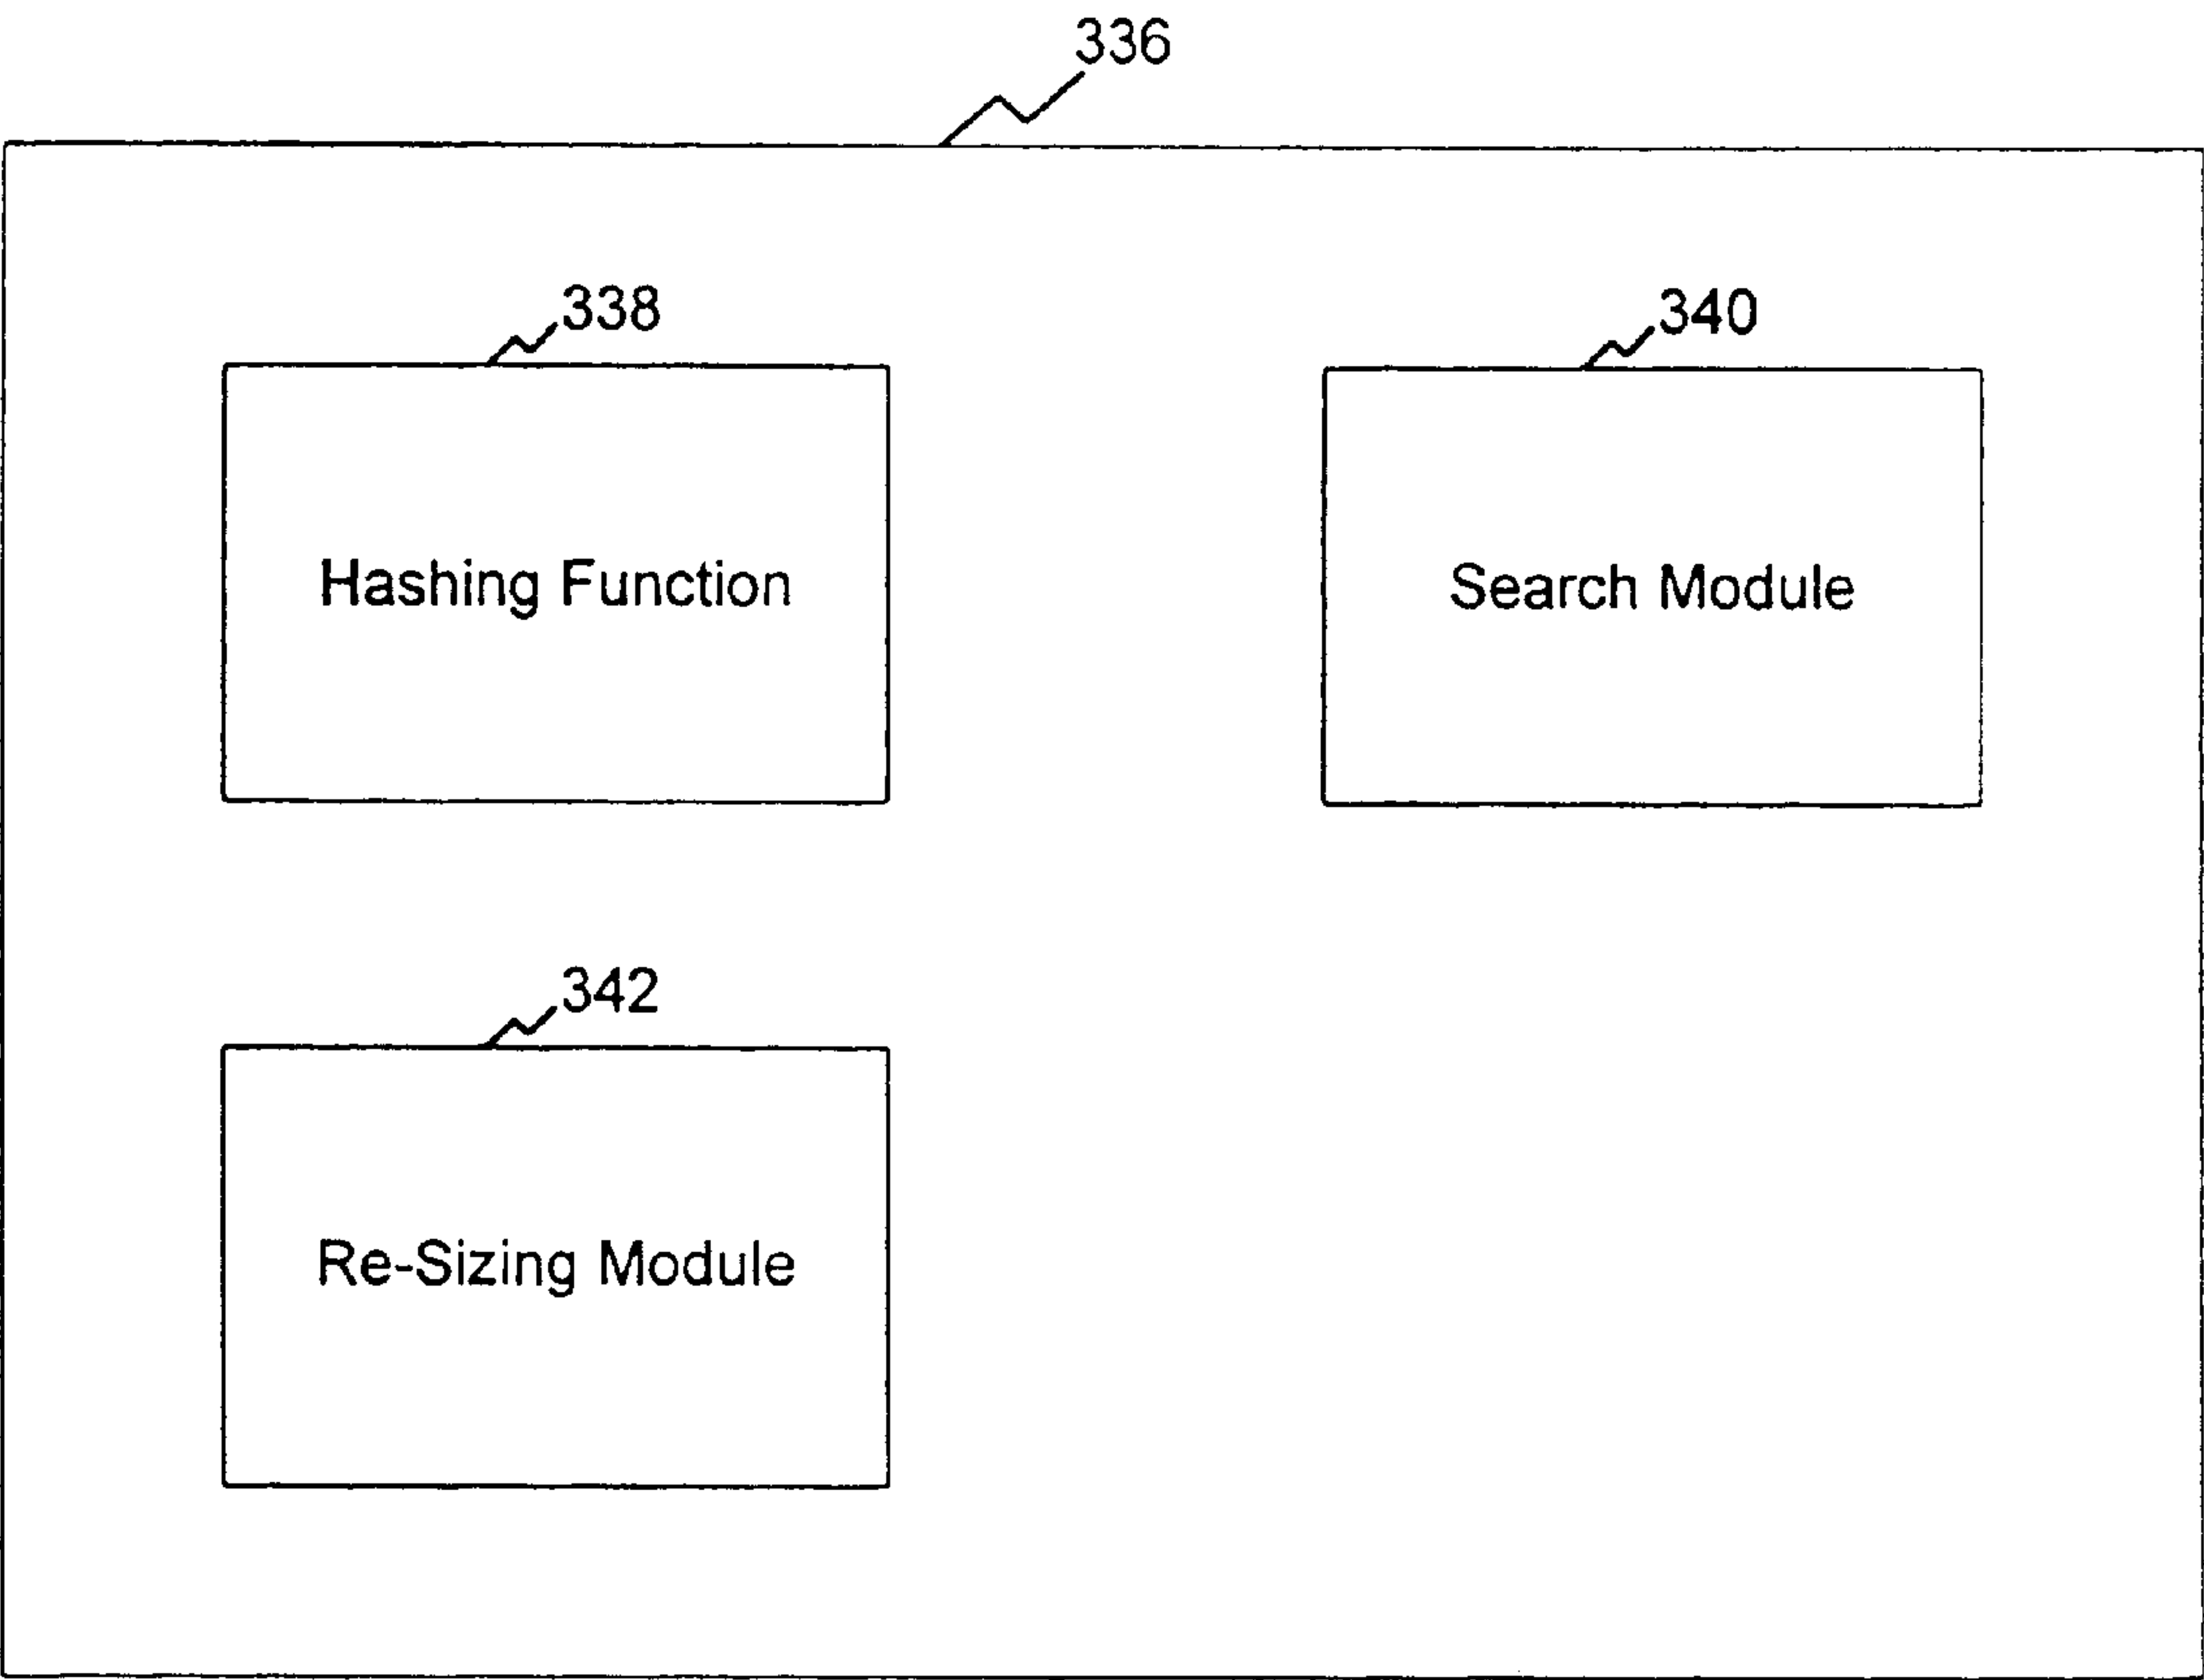 336
338
340
Hashing Function
Search Module
342
Re-Sizing Module